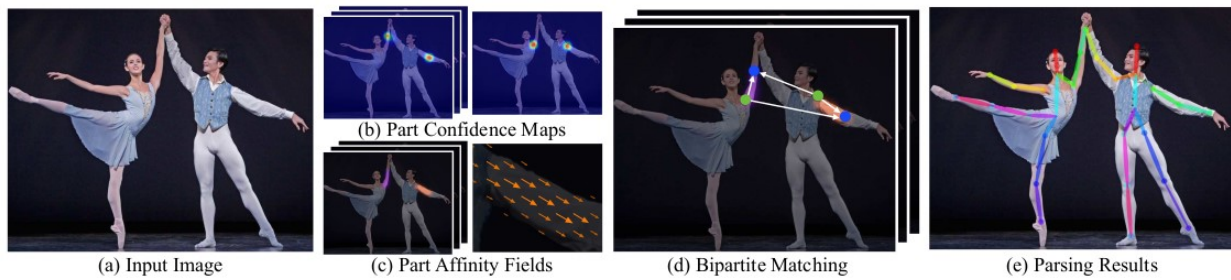 (a) Input Image
(b) Part Confidence Maps
(c) Part Affinity Fields
(d) Bipartite Matching
(e) Parsing Results